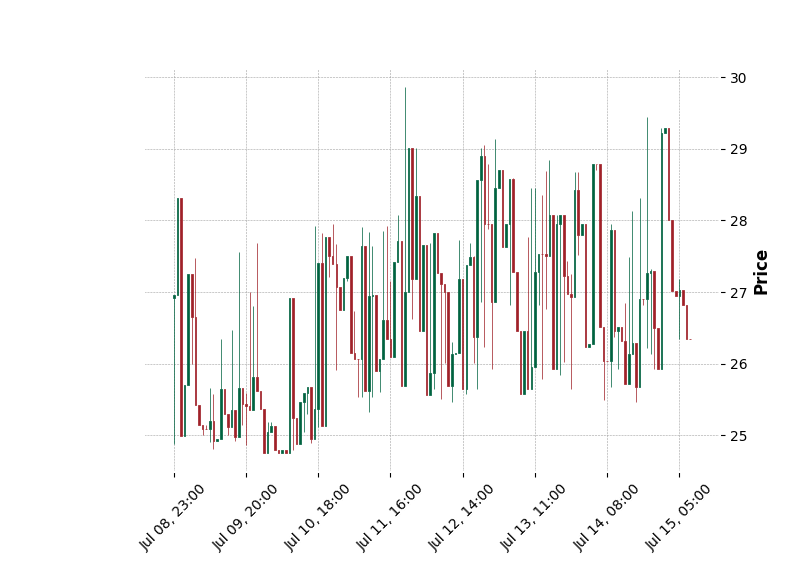 30
29
28
27
26
25
Price
Jul 08, 23:00
Jul 09, 20:00
Jul 10, 18:00
Jul 11, 16:00
Jul 12, 14:00
Jul 13, 11:00
Jul 14, 08:00
Jul 15, 05:00